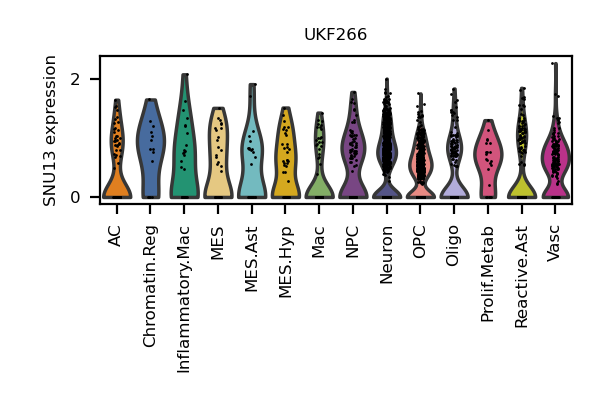 UKF266
SNU13 expression
2
0
AC
Chromatin.Reg
Inflammatory.Mac
MES
MES.Ast
MES.Hyp
Mac
NPC
Neuron
OPC
Oligo
Prolif.Metab
Reactive.Ast
Vasc